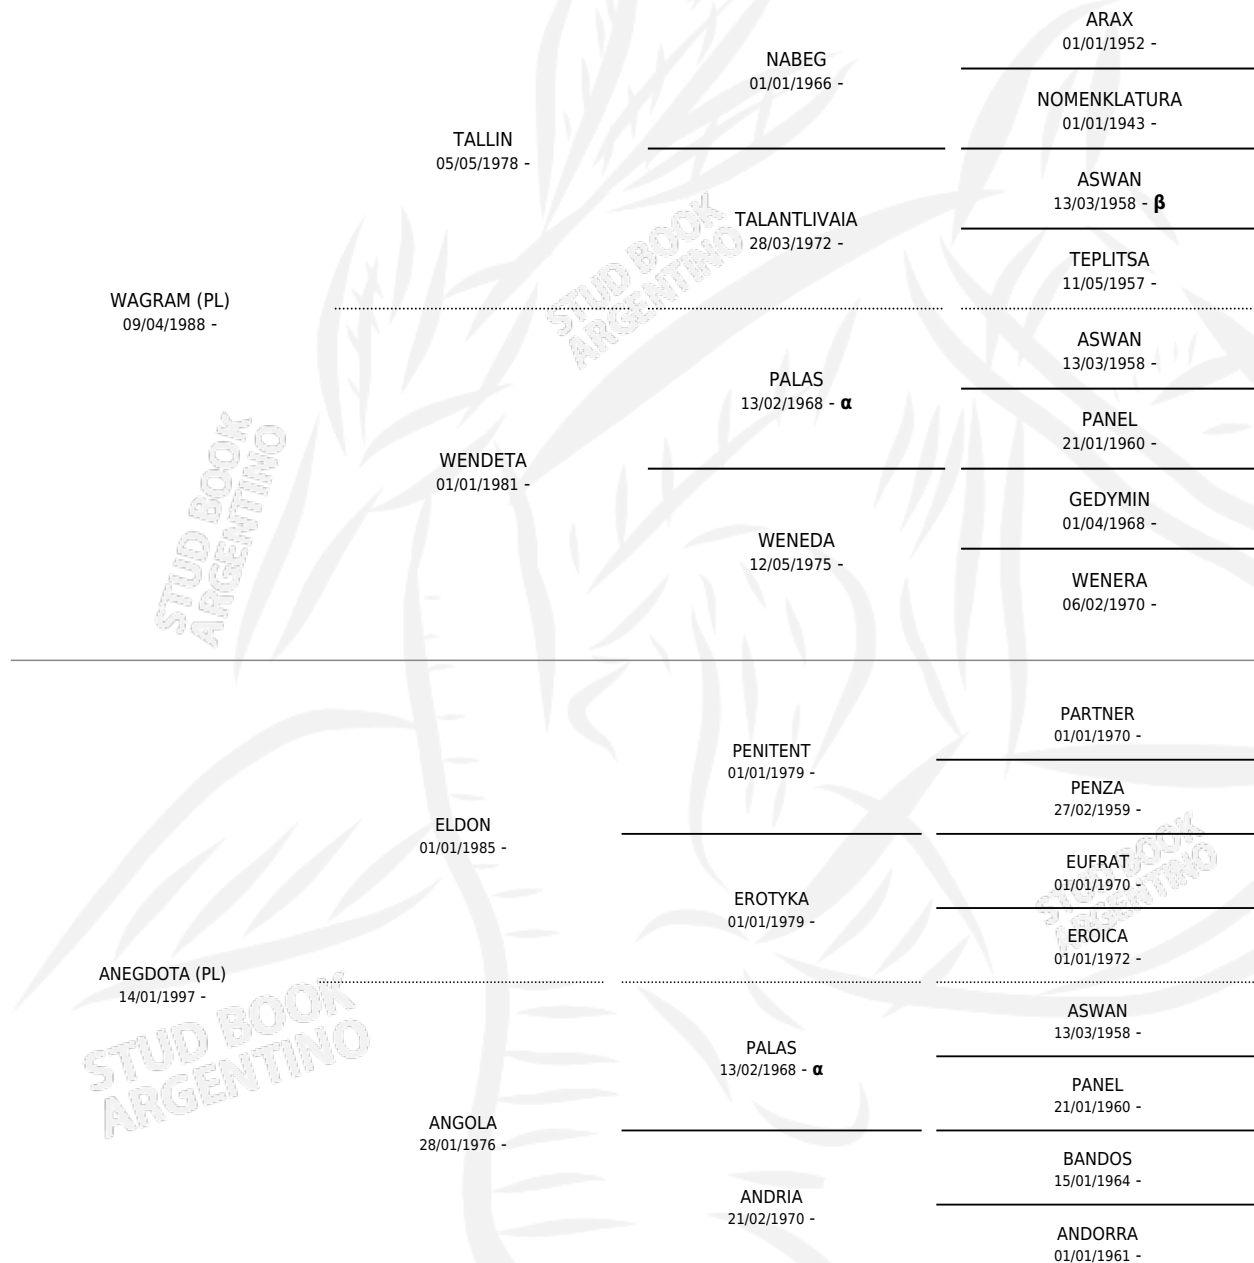 ARAX
01/01/1952 -
NABEG
01/01/1966 -
NOMENKLATURA
01/01/1943 -
TALLIN
05/05/1978 -
ASWAN
13/03/1958 - β
TALANTLIVAIA
28/03/1972 -
TEPLITSA
11/05/1957 -
WAGRAM (PL)
09/04/1988 -
ASWAN
13/03/1958 -
PALAS
13/02/1968 - α
PANEL
21/01/1960 -
WENDETA
01/01/1981 -
GEDYMIN
01/04/1968 -
WENEDA
12/05/1975 -
WENERA
06/02/1970 -
PARTNER
01/01/1970 -
PENITENT
01/01/1979 -
PENZA
27/02/1959 -
ELDON
01/01/1985 -
EUFRAT
01/01/1970 -
EROTYKA
01/01/1979 -
EROICA
01/01/1972 -
ANEGDOTA (PL)
14/01/1997 -
ASWAN
13/03/1958 -
PALAS
13/02/1968 - α
PANEL
21/01/1960 -
ANGOLA
28/01/1976 -
BANDOS
15/01/1964 -
ANDRIA
21/02/1970 -
ANDORRA
01/01/1961 -
STUD BOOK
ARGENTINO
STUD BOOK
ARGENTINO
STUD BOOK
ARGENTINO
STUD BOOK
ARGENTINO